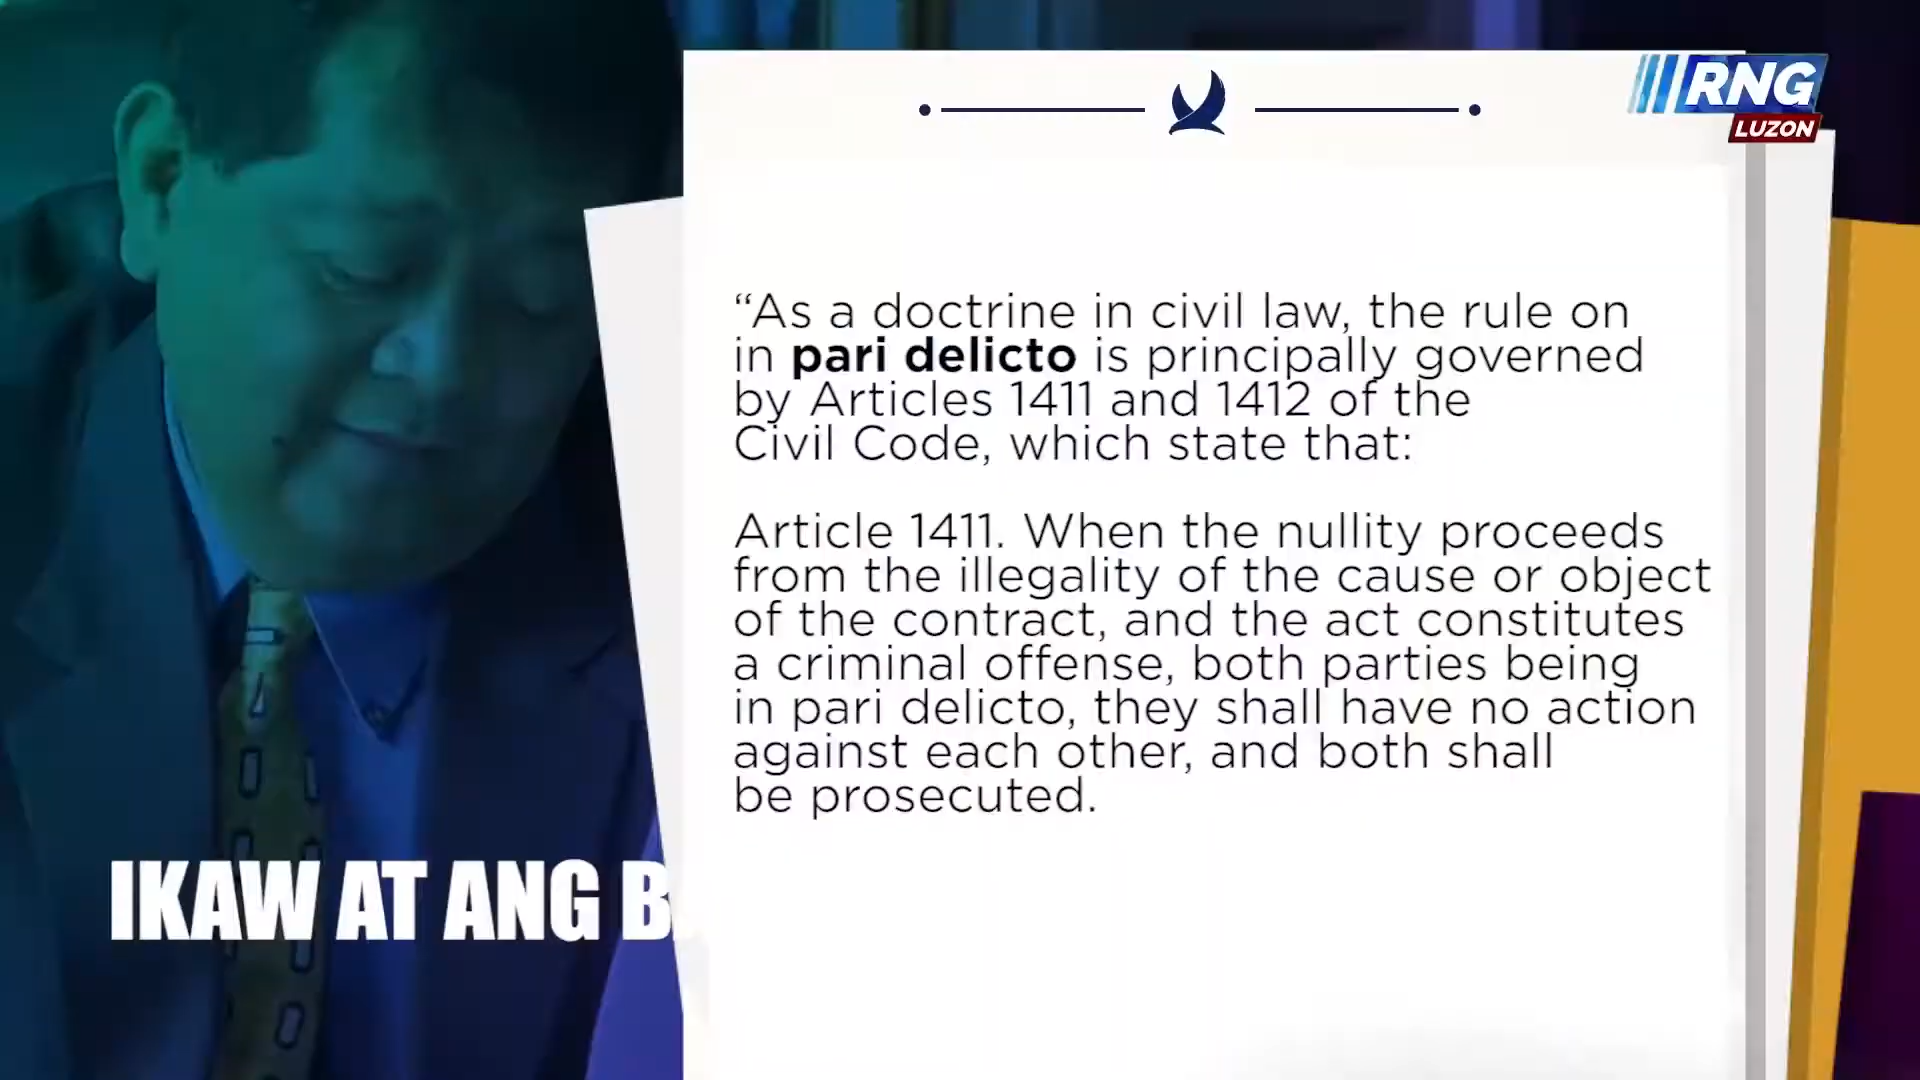 RNG
LUZON
“As a doctrine in civil law, the rule on
in pari delicto is principally governed
by Articles 1411 and 1412 of the
Civil Code, which state that:
Article 1411. When the nullity proceeds
from the illegality of the cause or object
of the contract, and the act constitutes
a criminal offense, both parties being
in pari delicto, they shall have no action
against each other, and both shall
be prosecuted.
IKAW AT ANG